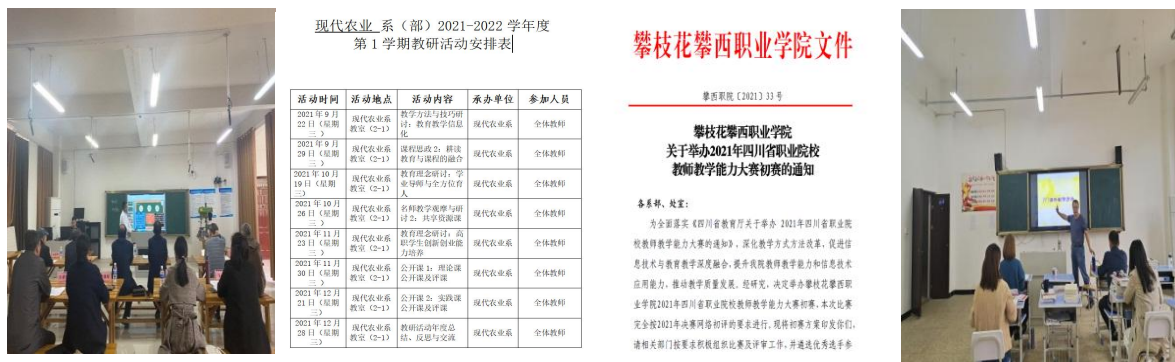 现代农业 系（部）2021-2022 学年度
第 1 学期教研活动安排表
活动时间 活动地点 活动内容 承办单位 参加人员
2021 年 9 月 22 日（星期三） 现代农业系教室（2-1） 教学方法与技巧研讨：教育教学信息化 现代农业系 全体教师
2021 年 9 月 29 日（星期三） 现代农业系教室（2-1） 课程思政 2：耕读教育与课程的融合 现代农业系 全体教师
2021 年 10 月 19 日（星期三） 现代农业系教室（2-1） 教育理念研讨：学业导师与全方位育人 现代农业系 全体教师
2021 年 10 月 26 日（星期三） 现代农业系教室（2-1） 名师教学观摩与研讨 2：共享资源课 现代农业系 全体教师
2021 年 11 月 23 日（星期三） 现代农业系教室（2-1） 教育理念研讨：高职学生创新创业能力培养 现代农业系 全体教师
2021 年 11 月 30 日（星期三） 现代农业系教室（2-1） 公开课 1：理论课公开课及评课 现代农业系 全体教师
2021 年 12 月 21 日（星期三） 现代农业系教室（2-1） 公开课 2：实践课公开课及评课 现代农业系 全体教师
2021 年 12 月 28 日（星期三） 现代农业系教室（2-1） 教研活动年度总结、反思与交流 现代农业系 全体教师
攀枝花攀西职业学院文件
攀西职院〔2021〕33 号
攀枝花攀西职业学院
关于举办2021年四川省职业院校
教师教学能力大赛初赛的通知
各系部、处室：
为全面落实《四川省教育厅关于举办 2021年四川省职业院
校教师教学能力大赛的通知》，深化教学方式方法改革，促进信
息技术与教育教学深度融合，提升我院教师教学能力和信息技术
应用能力，推动教学质量发展，经研究，决定举办攀枝花攀西职
业学院2021年四川省职业院校教师教学能力大赛初赛，本次比赛
完全按2021年决赛网络初评的要求进行，现将初赛方案印发你们，
请相关部门按要求积极组织比赛及评审工作，并遴选优秀选手参